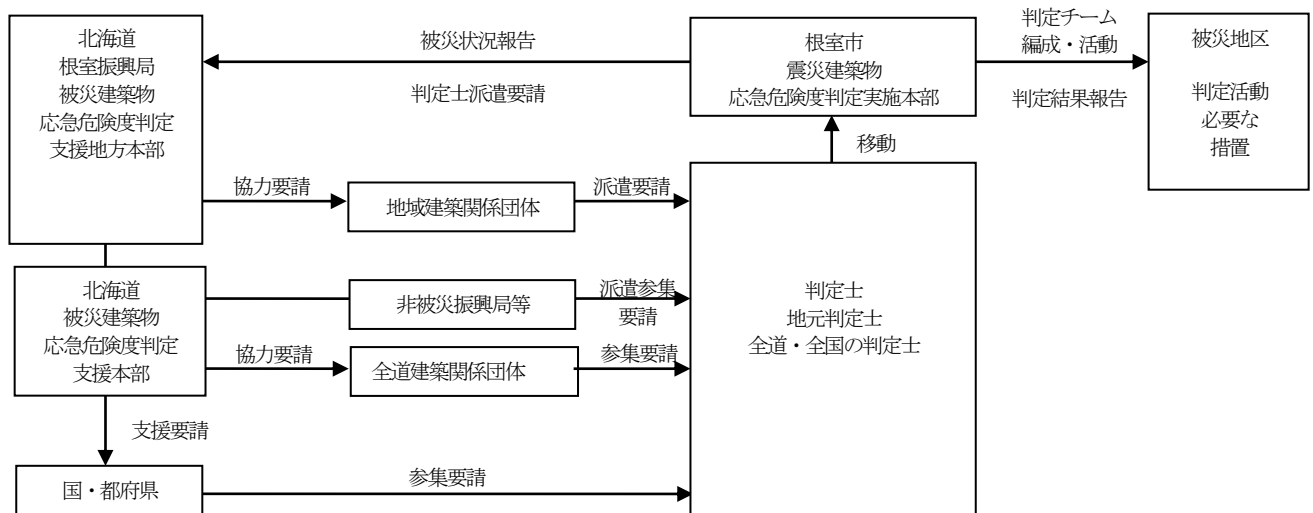 北海道
根室振興局
被災建築物
応急危険度判定
支援地方本部
被災状況報告
判定士派遣要請
根室市
震災建築物
応急危険度判定実施本部
判定チーム
編成・活動
判定結果報告
被災地区
判定活動
必要な
措置
移動
協力要請
地域建築関係団体
派遣要請
北海道
被災建築物
応急危険度判定
支援本部
非被災振興局等
派遣参集
要請
協力要請
全道建築関係団体
参集要請
判定士
地元判定士
全道・全国の判定士
支援要請
国・都府県
参集要請